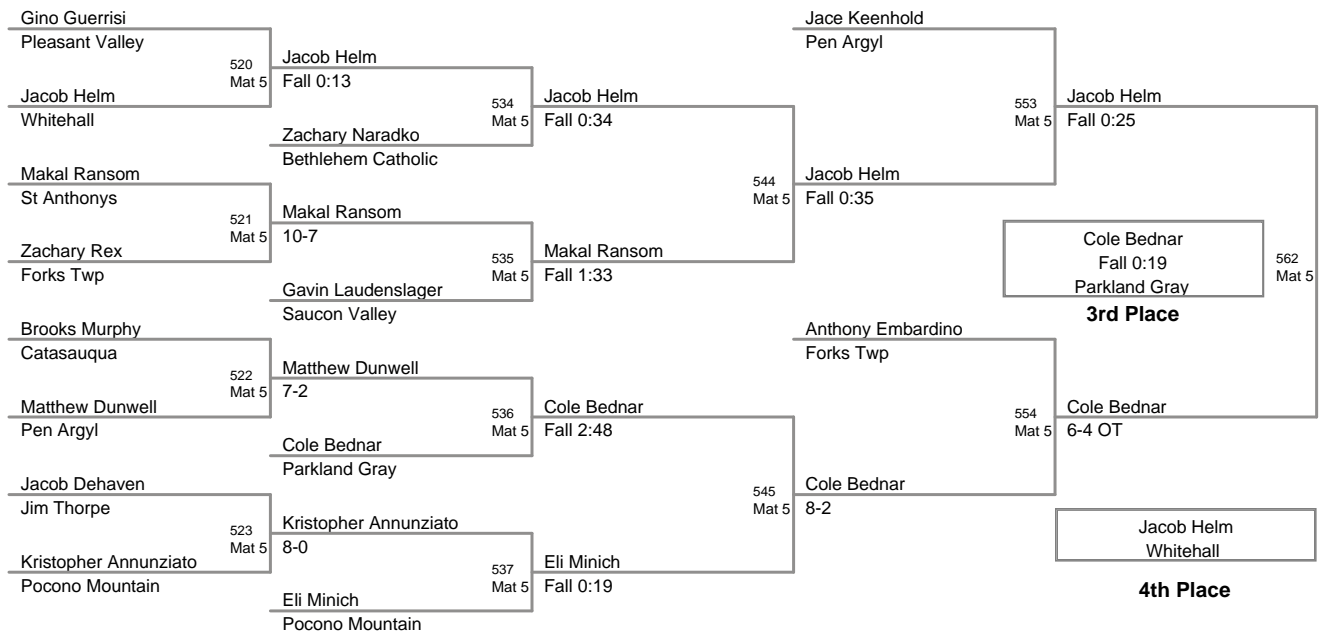 Gino Guerrisi
Pleasant Valley
520
Mat 5
Jacob Helm
Whitehall
Jacob Helm
Fall 0:13
534
Mat 5
Zachary Naradko
Bethlehem Catholic
Makal Ransom
St Anthonys
521
Mat 5
Zachary Rex
Forks Twp
Makal Ransom
10-7
535
Mat 5
Gavin Laudenslager
Saucon Valley
Brooks Murphy
Catasauqua
522
Mat 5
Matthew Dunwell
Pen Argyl
Matthew Dunwell
7-2
536
Mat 5
Cole Bednar
Parkland Gray
Jacob Dehaven
Jim Thorpe
523
Mat 5
Kristopher Annunziato
Pocono Mountain
Kristopher Annunziato
8-0
537
Mat 5
Eli Minich
Pocono Mountain
Jacob Helm
Fall 0:34
544
Mat 5
Makal Ransom
Fall 1:33
Cole Bednar
Fall 2:48
545
Mat 5
Eli Minich
Fall 0:19
Jace Keenhold
Pen Argyl
553
Mat 5
Jacob Helm
Fall 0:35
Anthony Embardino
Forks Twp
554
Mat 5
Cole Bednar
8-2
Jacob Helm
Fall 0:25
562
Mat 5
Cole Bednar
6-4 OT
Cole Bednar
Fall 0:19
Parkland Gray
3rd Place
Jacob Helm
Whitehall
4th Place